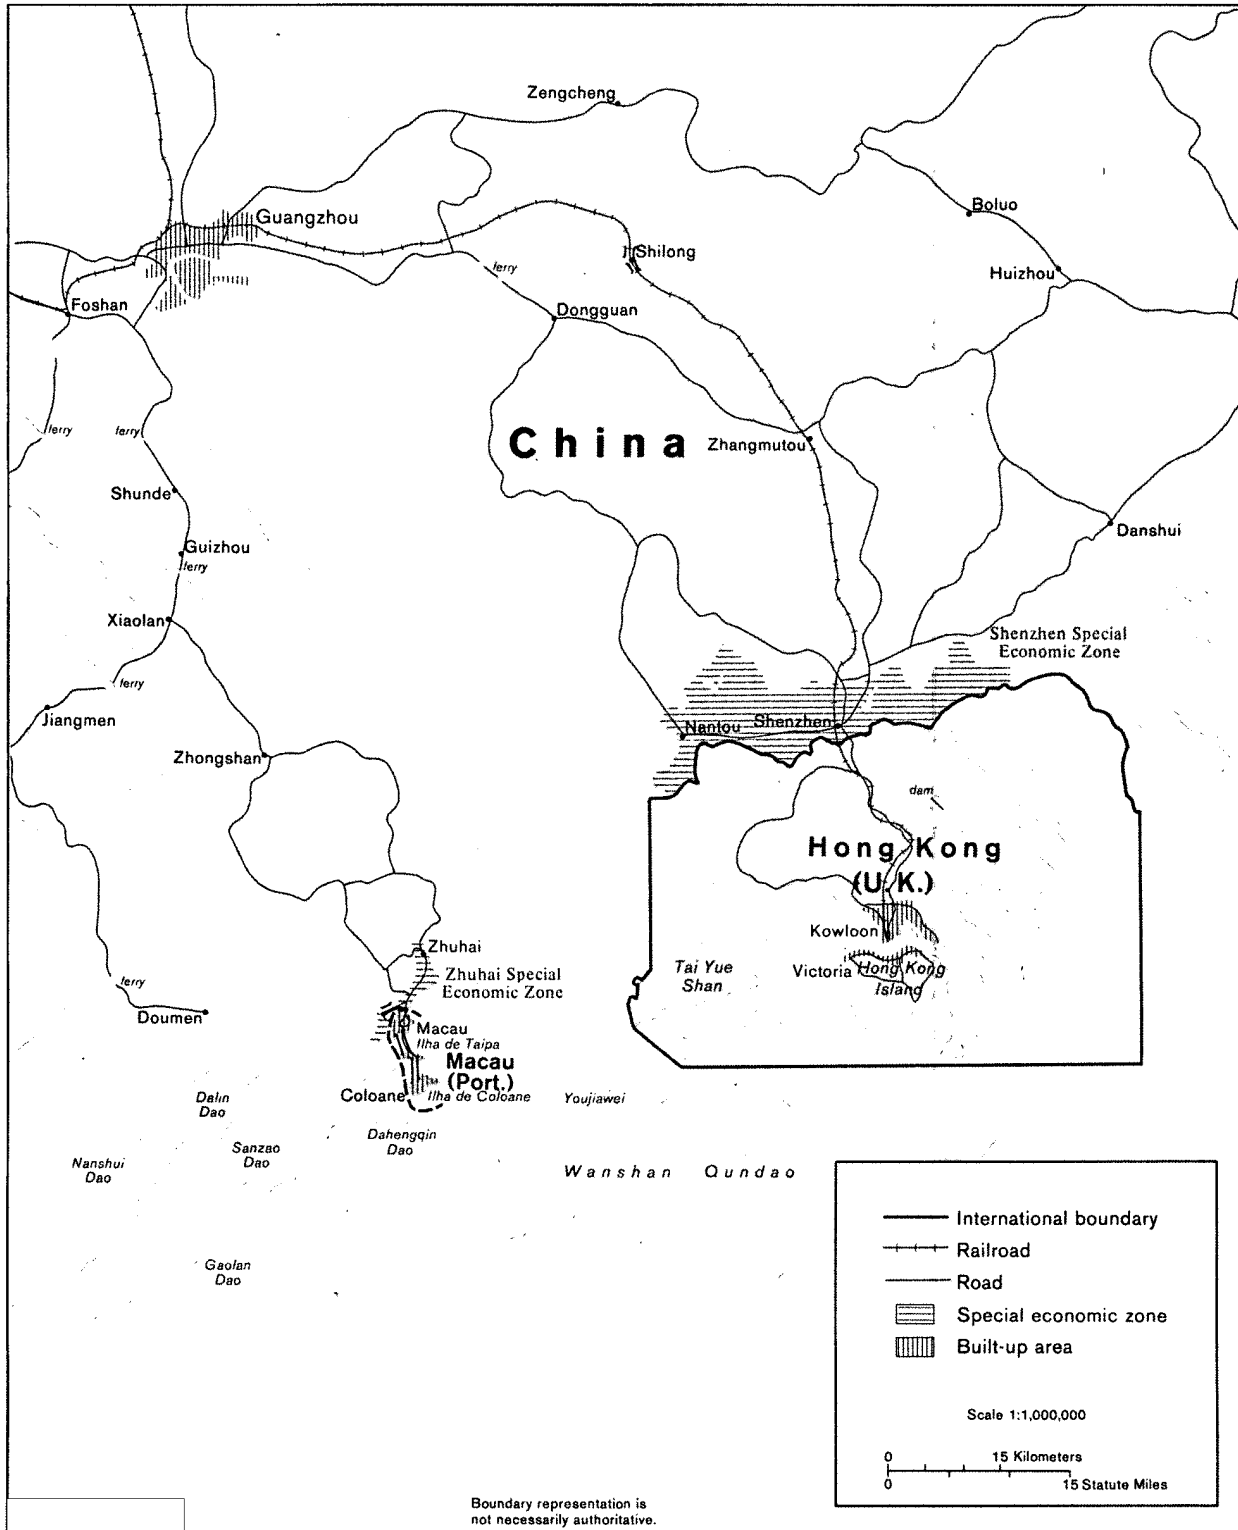 Zengcheng
Boluo
Guangzhou
Shilong
Huizhou
ferry
Foshan
Dongguan
China
ferry
ferry
Zhangmutou
Shunde
Danshui
Guizhou
ferry
Xiaolan
Shenzhen Special
Economic Zone
ferry
Jiangmen
Nantou
Shenzhen
Zhongshan
dam
Hong Kong
(U.K.)
Kowloon
Zhuhai
Tai Yue
Shan
Victoria
Hong Kong
Island
Zhuhai Special
Economic Zone
ferry
Doumen
Macau
Ilha de Taipa
Macau
(Port.)
Coloane
Ilha de Coloane
Youjiawei
Dalin
Dao
Dahengqin
Dao
Sanzao
Dao
Nanshui
Dao
Wanshan Qundao
Gaolan
Dao
International boundary
Railroad
Road
Special economic zone
Built-up area
Scale 1:1,000,000
0 15 Kilometers
0 15 Statute Miles
Boundary representation is
not necessarily authoritative.